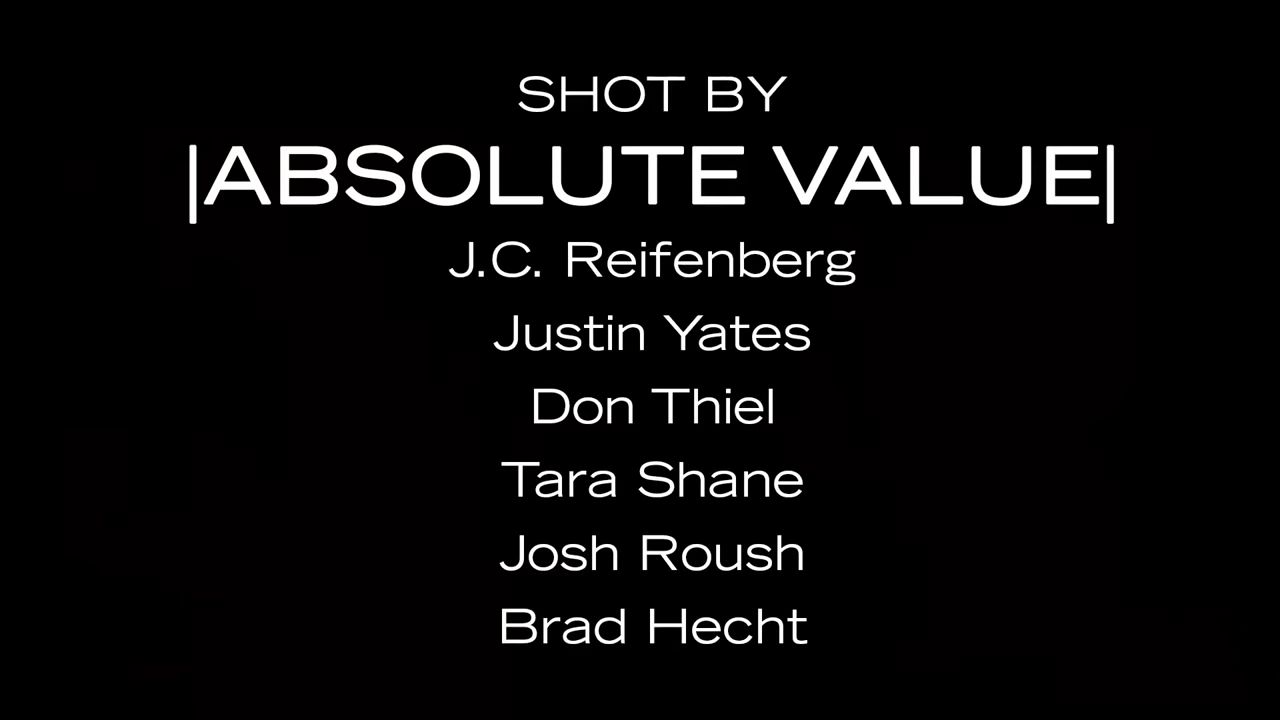 SHOT BY
|ABSOLUTE VALUE|
J.C. Reifenberg
Justin Yates
Don Thiel
Tara Shane
Josh Roush
Brad Hecht